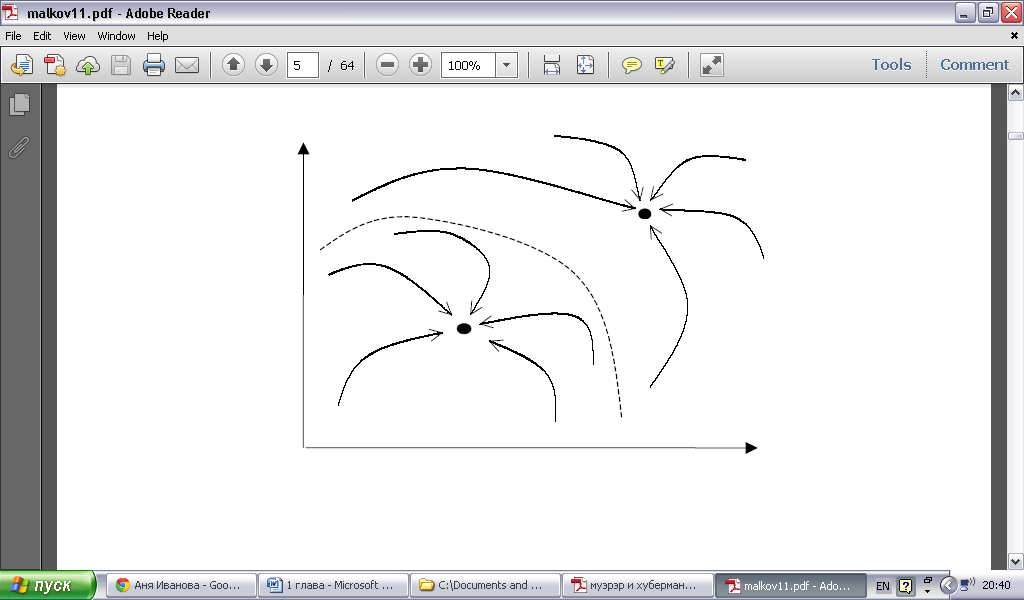 malkov11.pdf - Adobe Reader
File Edit View Window Help
5 / 64 100% Tools Comment
пуск Аня Иванова - Goo... 1 глава - Microsoft ... C:\Documents and ... муэрэр и хуберман... malkov11.pdf - Ado... EN 20:40